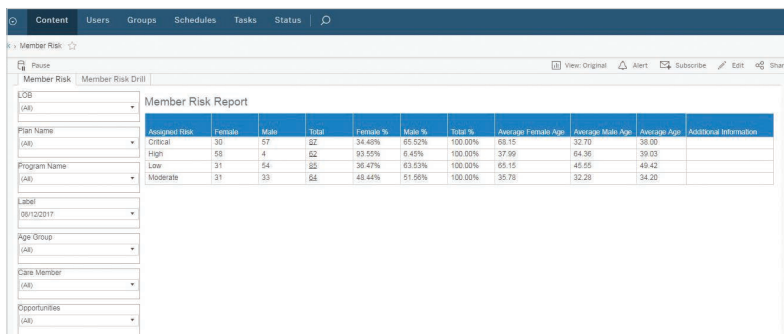 Content Users Groups Schedules Tasks Status
k › Member Risk
Pause View: Original Alert Subscribe Edit Shar
Member Risk Member Risk Drill
LOB
(All)
Plan Name
(All)
Program Name
(All)
Label
05/12/2017
Age Group
(All)
Care Member
(All)
Opportunities
(All)
Member Risk Report
Assigned Risk Female Male Total Female % Male % Total % Average Female Age Average Male Age Average Age Additional Information
Critical 30 57 87 34.48% 65.52% 100.00% 68.15 32.70 38.00
High 58 4 62 93.55% 6.45% 100.00% 37.99 64.36 39.03
Low 31 54 85 36.47% 63.53% 100.00% 65.15 45.55 49.42
Moderate 31 33 64 48.44% 51.56% 100.00% 35.78 32.28 34.20